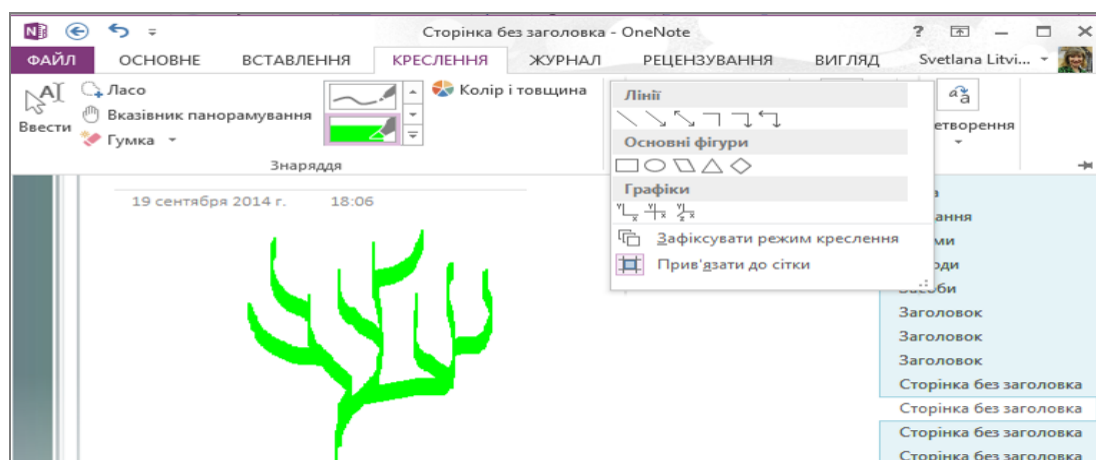 Сторінка без заголовка - OneNote
ФАЙЛ ОСНОВНЕ ВСТАВЛЕННЯ КРЕСЛЕННЯ ЖУРНАЛ РЕЦЕНЗУВАННЯ ВИГЛЯД Svetlana Litvi...
Ввести
Ласо
Вказівник панорамування
Гумка
Колір і товщина
Знаряддя
Лінії
Основні фігури
Графіки
Зафіксувати режим креслення
Прив'язати до сітки
19 сентября 2014 г. 18:06
Заголовок
Заголовок
Заголовок
Сторінка без заголовка
Сторінка без заголовка
Сторінка без заголовка
Сторінка без заголовка